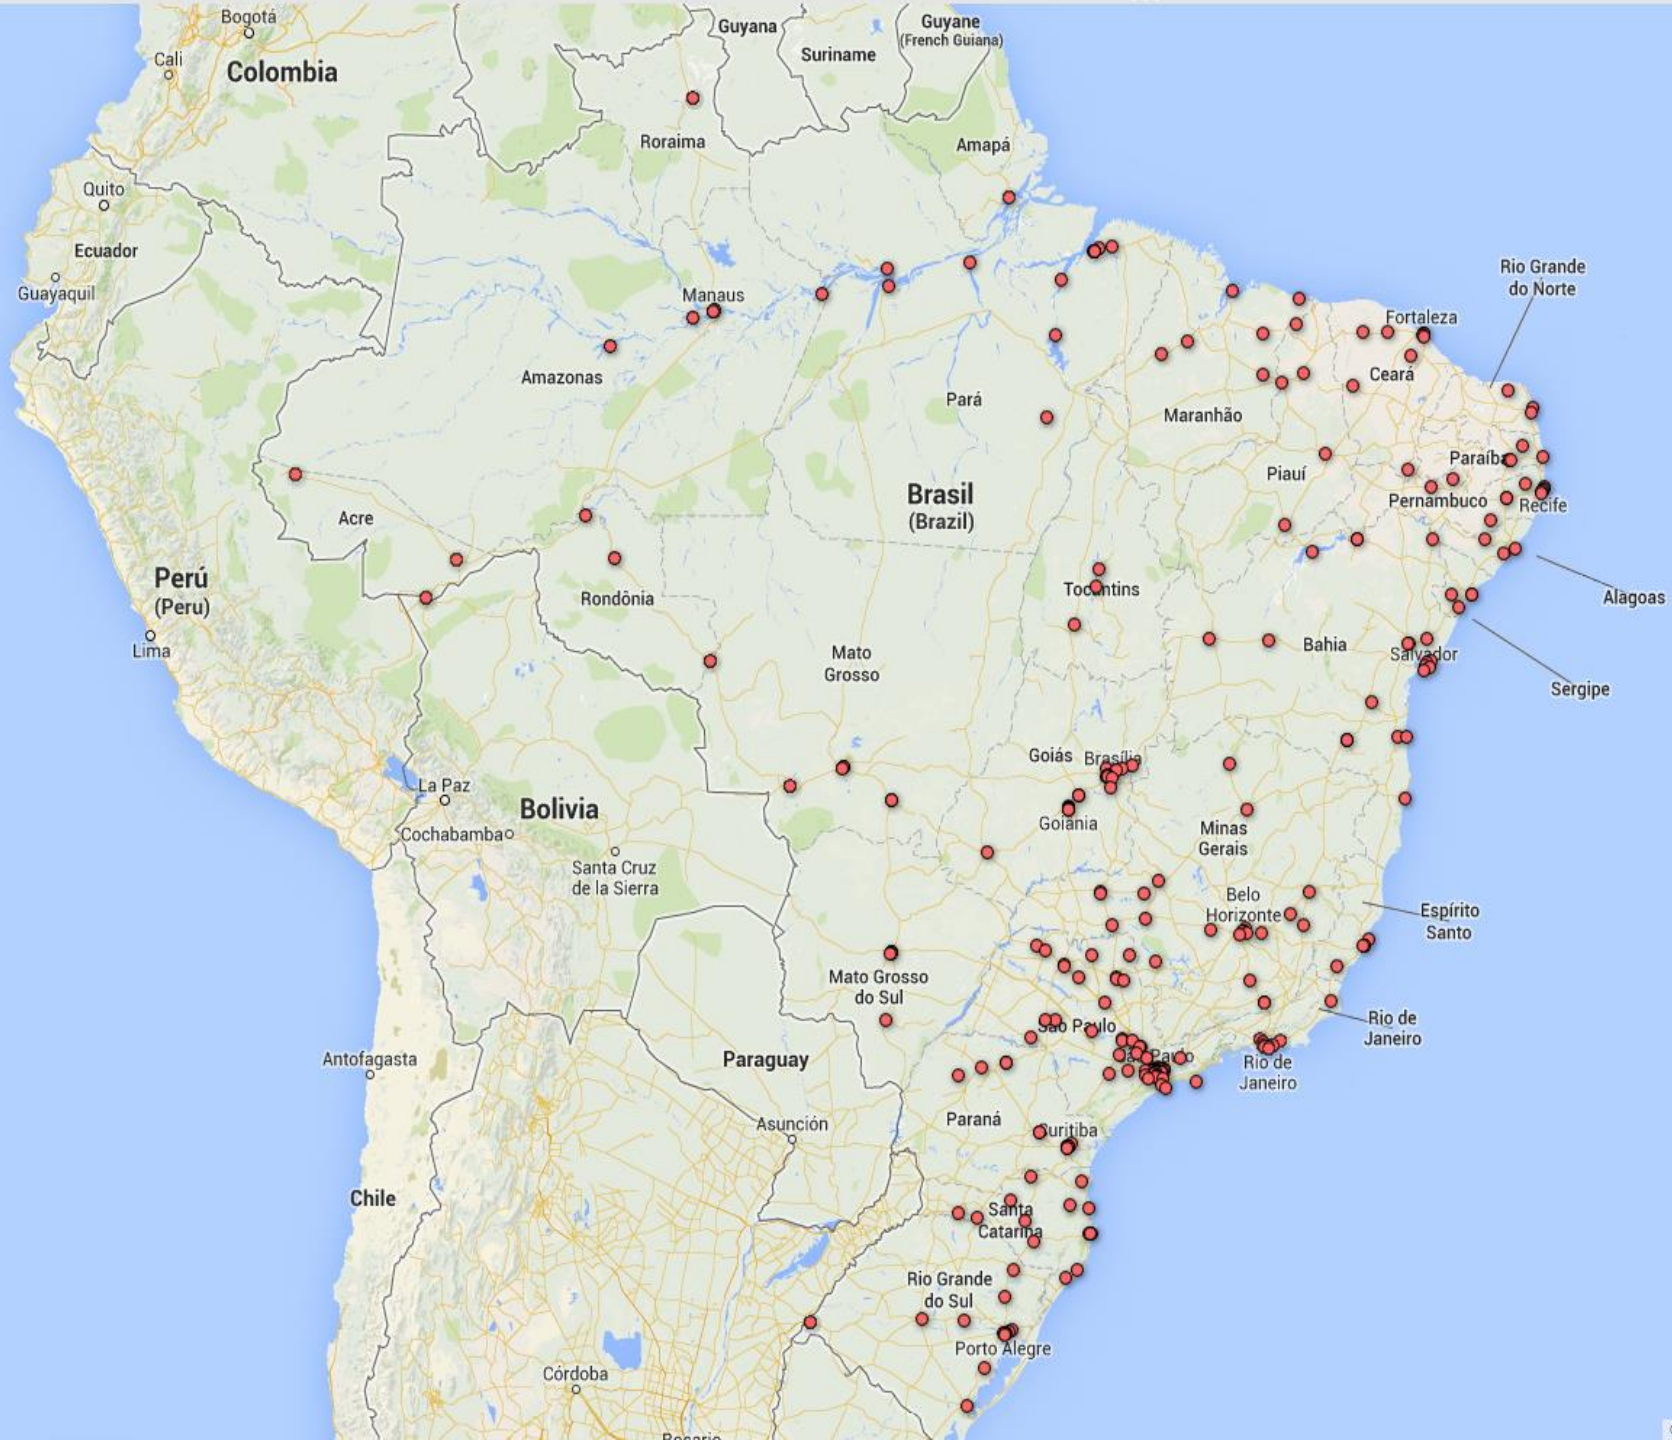 Bogotá
Cali
Colombia
Guyana
Suriname
Guyane
(French Guiana)
Roraima
Amapá
Quito
Ecuador
Guayaquil
Manaus
Amazonas
Pará
Maranhão
Fortaleza
Ceará
Rio Grande
do Norte
Piauí
Paraíba
Pernambuco
Recife
Brasil
(Brazil)
Acre
Perú
(Peru)
Lima
Rondônia
Tocantins
Alagoas
Mato
Grosso
Bahia
Salvador
Sergipe
Goiás
Brasília
La Paz
Bolivia
Cochabamba
Goiânia
Minas
Gerais
Santa Cruz
de la Sierra
Belo
Horizonte
Espírito
Santo
Mato Grosso
do Sul
São Paulo
Rio de
Janeiro
São Paulo
Rio de
Janeiro
Antofagasta
Paraguay
Paraná
Asunción
Curitiba
Chile
Santa
Catarina
Rio Grande
do Sul
Porto Alegre
Córdoba
Rosario